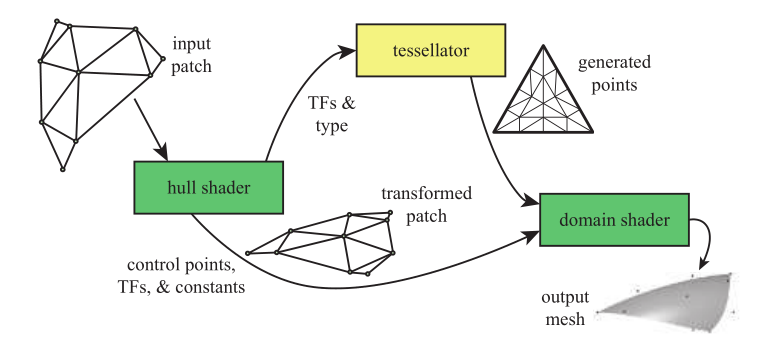 input
patch
tessellator
generated
points
TFs &
type
hull shader
transformed
patch
domain shader
control points,
TFs, & constants
output
mesh